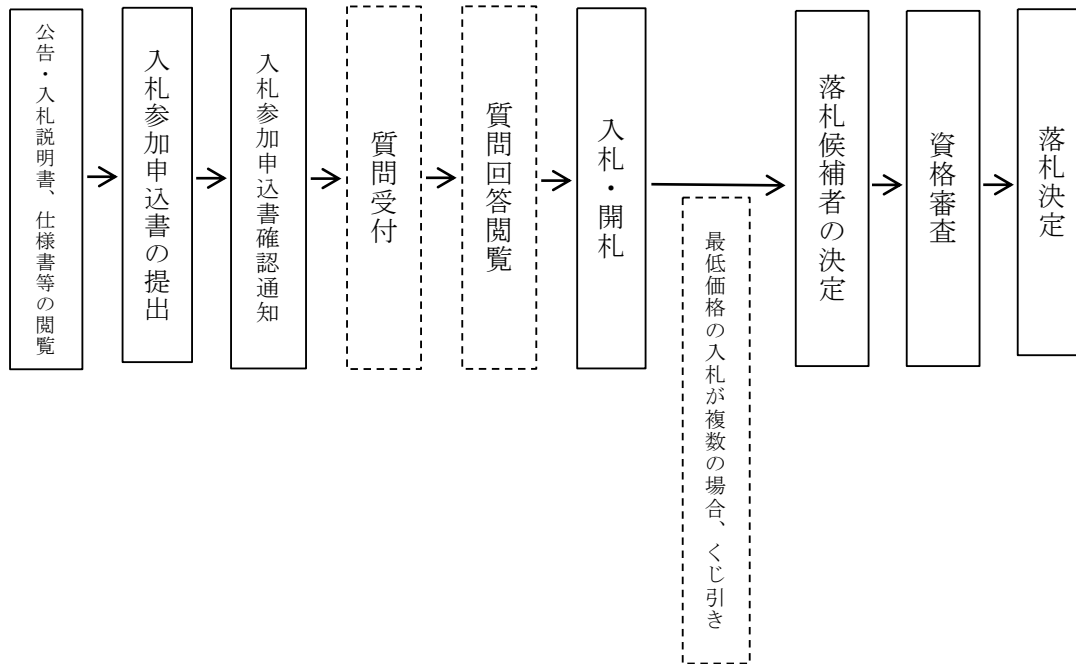 公告・入札説明書、仕様書等の閲覧
入札参加申込書の提出
入札参加申込書確認通知
質問受付
質問回答閲覧
入札・開札
最低価格の入札が複数の場合、くじ引き
落札候補者の決定
資格審査
落札決定